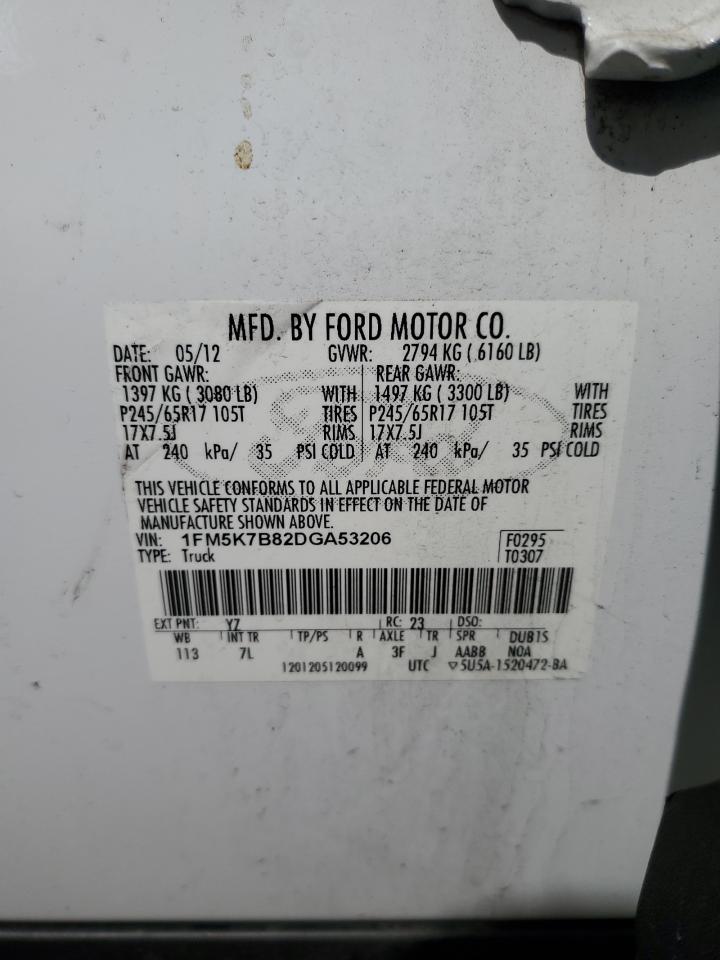 MFD. BY FORD MOTOR CO.
DATE: 05/12 GVWR: 2794 KG ( .6160 LB)
FRONT GAWR: REAR GAWR:
1397 KG ( 3080 LB) WITH 1497 KG ( 3300 LB) WITH
P245/65R17 105T TIRES P245/65R17 105T TIRES
17X7.5J RIMS 17X7.5J RIMS
AT 240 kPa/ 35 PSI COLD AT 240 kPa/ 35 PSI COLD
THIS VEHICLE CONFORMS TO ALL APPLICABLE FEDERAL MOTOR
VEHICLE SAFETY STANDARDS IN EFFECT ON THE DATE OF
MANUFACTURE SHOWN ABOVE.
VIN: 1FM5K7B82DGA53206 F0295
TYPE: Truck T0307
EXT PNT: Y7 RC: 23 DSO:
WB INT TR TP/PS R AXLE TR SPR DUB1S
113 7L A 3F J AABB NOA
1201205120099 UTC ▽5U5A-1520472-BA